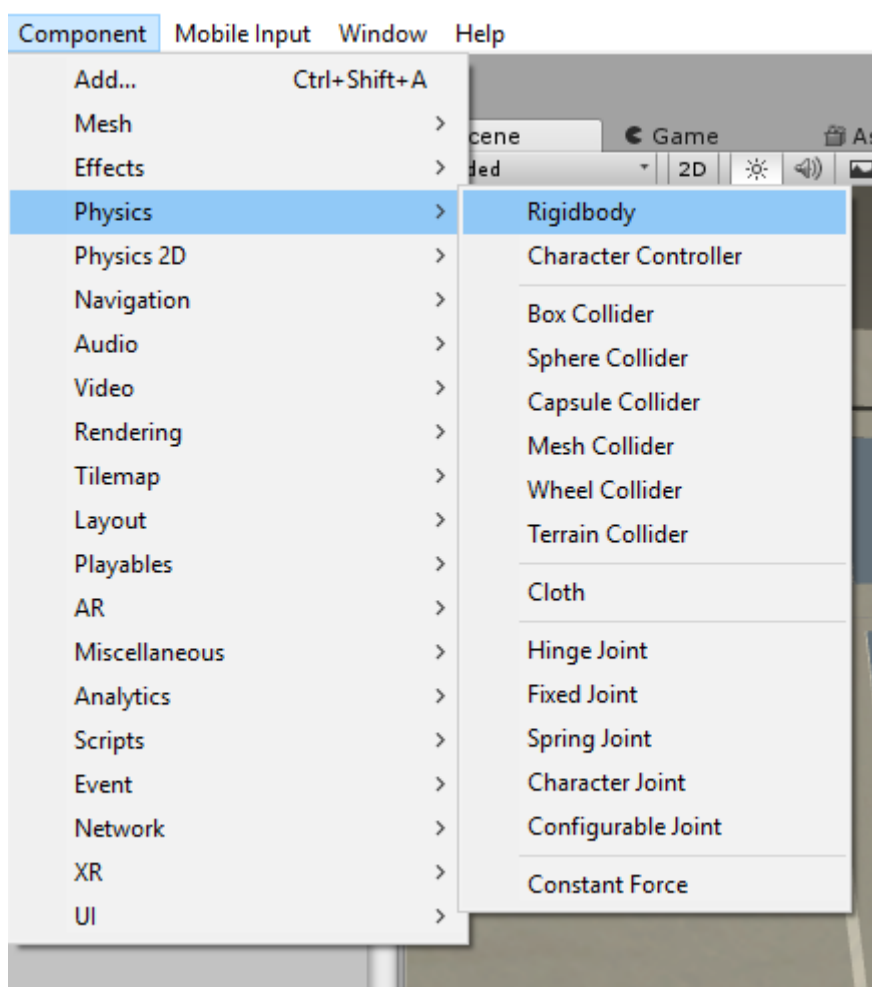 Component Mobile Input Window Help
Add... Ctrl+Shift+A
Mesh
Effects
Physics
Physics 2D
Navigation
Audio
Video
Rendering
Tilemap
Layout
Playables
AR
Miscellaneous
Analytics
Scripts
Event
Network
XR
UI
cene Game As
ded 2D
Rigidbody
Character Controller
Box Collider
Sphere Collider
Capsule Collider
Mesh Collider
Wheel Collider
Terrain Collider
Cloth
Hinge Joint
Fixed Joint
Spring Joint
Character Joint
Configurable Joint
Constant Force